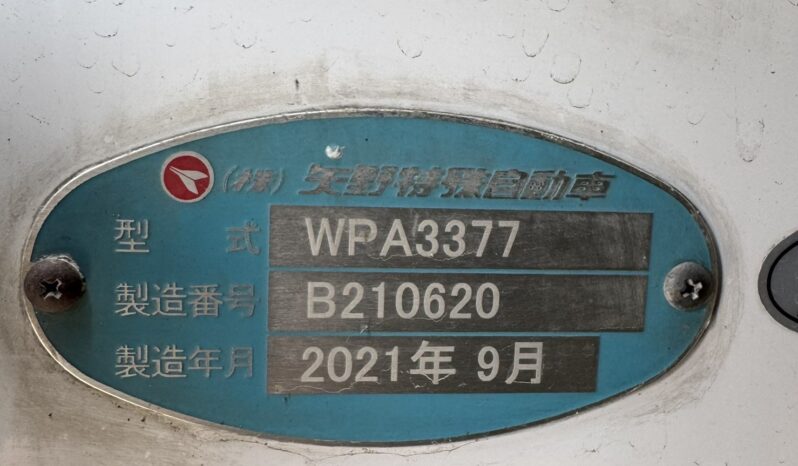 (株) 矢野特殊自動車
型 式 WPA3377
製造番号 B210620
製造年月 2021年 9月